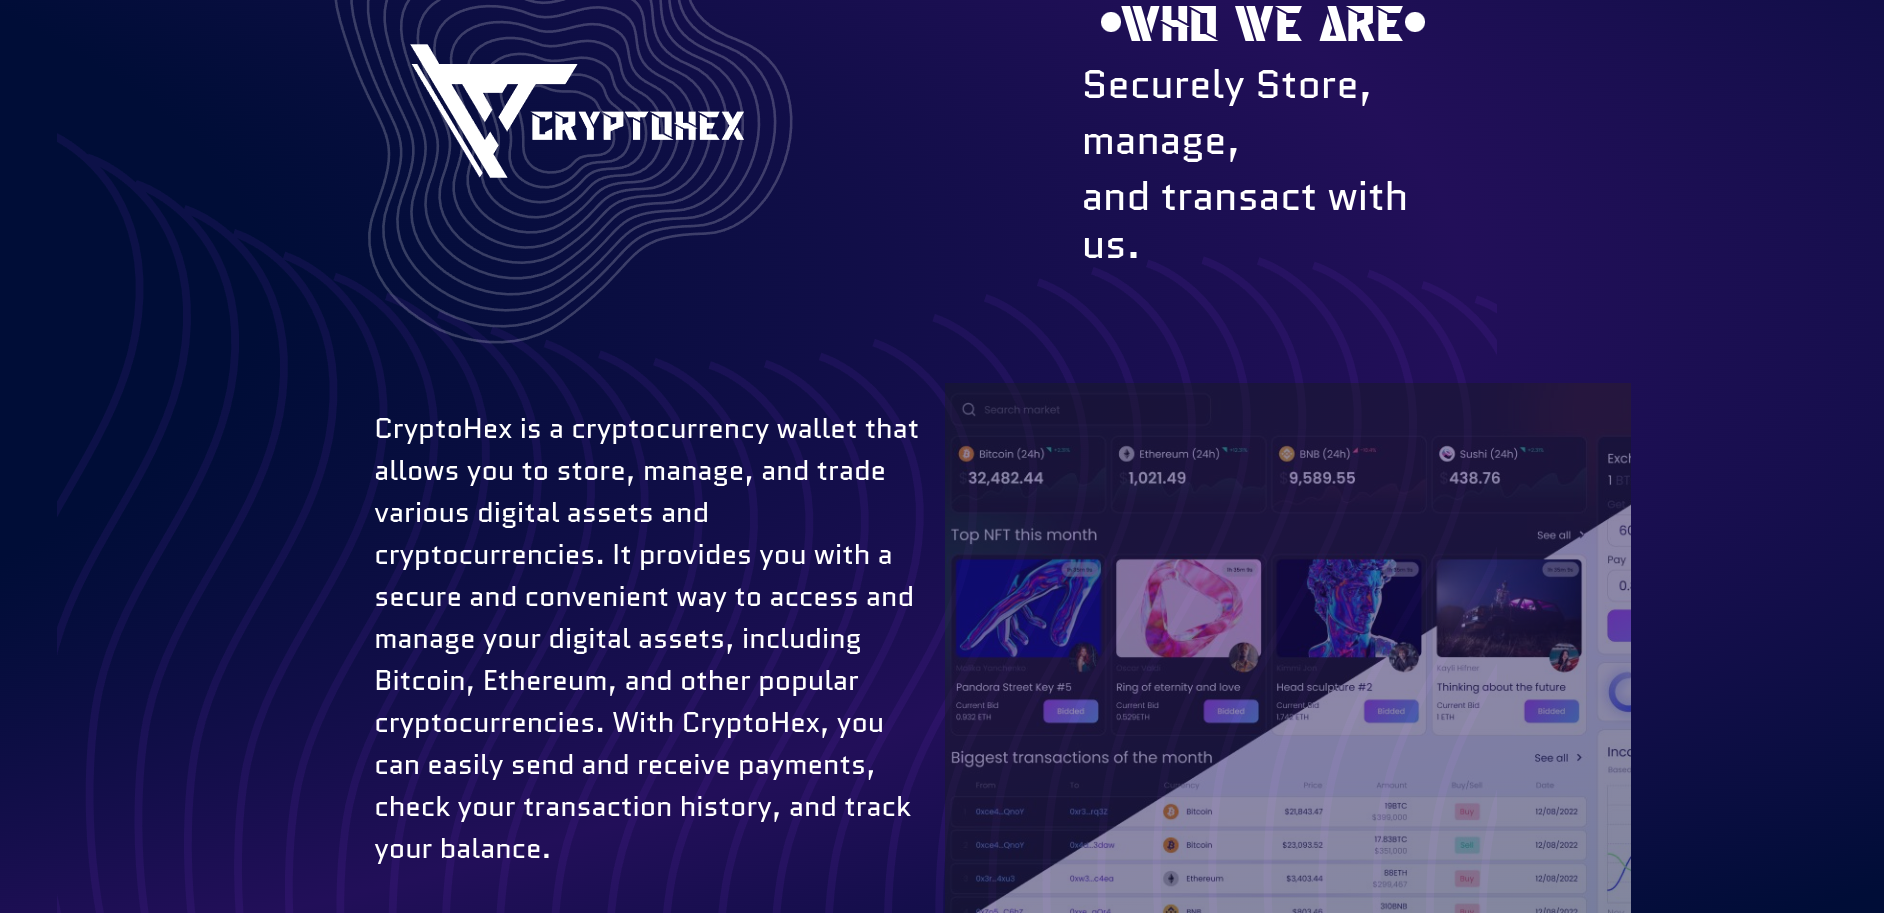 •WHO WE ARE•
CRYPTOHEX
Securely Store,
manage,
and transact with
us.
CryptoHex is a cryptocurrency wallet that
allows you to store, manage, and trade
various digital assets and
cryptocurrencies. It provides you with a
secure and convenient way to access and
manage your digital assets, including
Bitcoin, Ethereum, and other popular
cryptocurrencies. With CryptoHex, you
can easily send and receive payments,
check your transaction history, and track
your balance.
Search market
Bitcoin (24h) Ethereum (24h) BNB (24h) Sushi (24h)
$32,482.44 $1,021.49 $9,589.55 $438.76
Top NFT this month See all
Pandora Street Key #5 Ring of eternity and love Head sculpture #2 Thinking about the future
Current Bid Current Bid Current Bid Current Bid
0.932 ETH Bidded 0.529ETH Bidded Bidded 1 ETH Bidded
Pay
Biggest transactions of the month See all
From To Currency Price Amount Buy/Sell Date
0xce4...QnoY 0xr3...rq32 Bitcoin $21,843.47 19BTC $399,000 Buy 12/08/2022
0xce4...QnoY Bitcoin $23,093.52 17.83BTC $351,000 Sell 12/08/2022
0x3r...4xu3 0xw3...c4ea Ethereum $3,403.44 88ETH $299,467 Buy 12/08/2022
BNB $803.46 3108NB Buy 12/08/2022